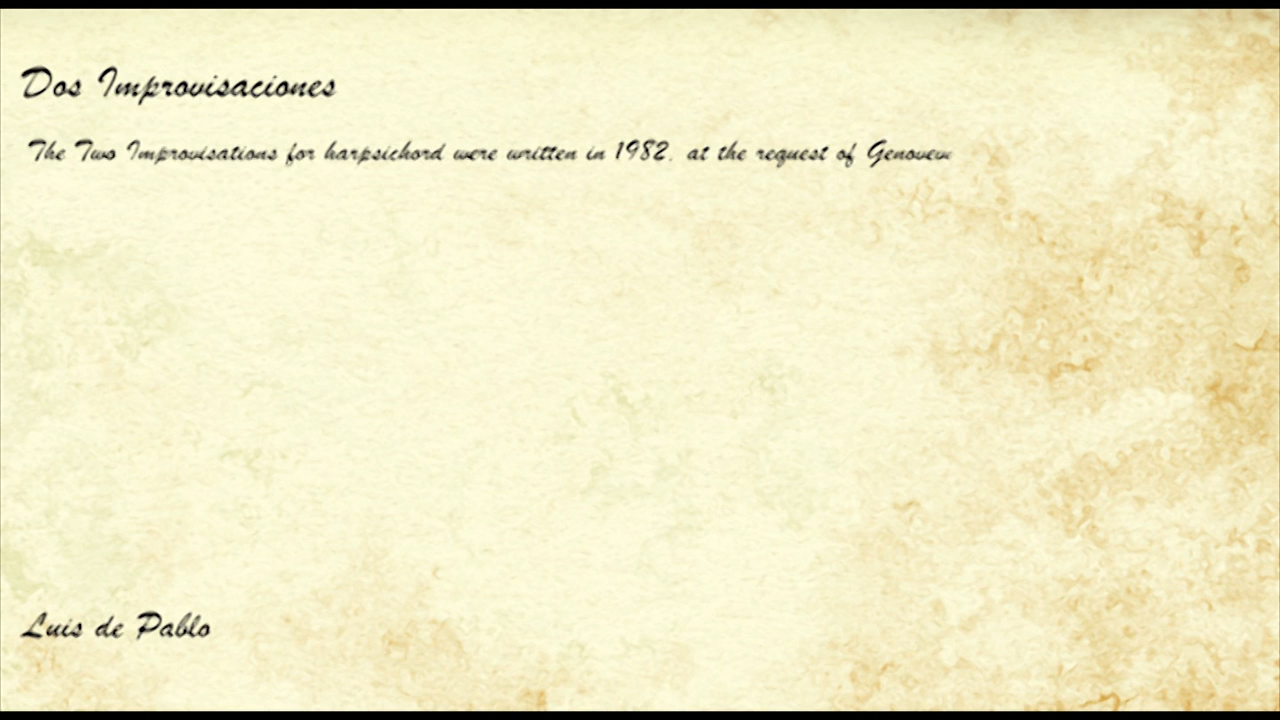 Dos Improvisaciones
The Two Improvisations for harpsichord were written in 1982, at the request of
Luis de Pablo